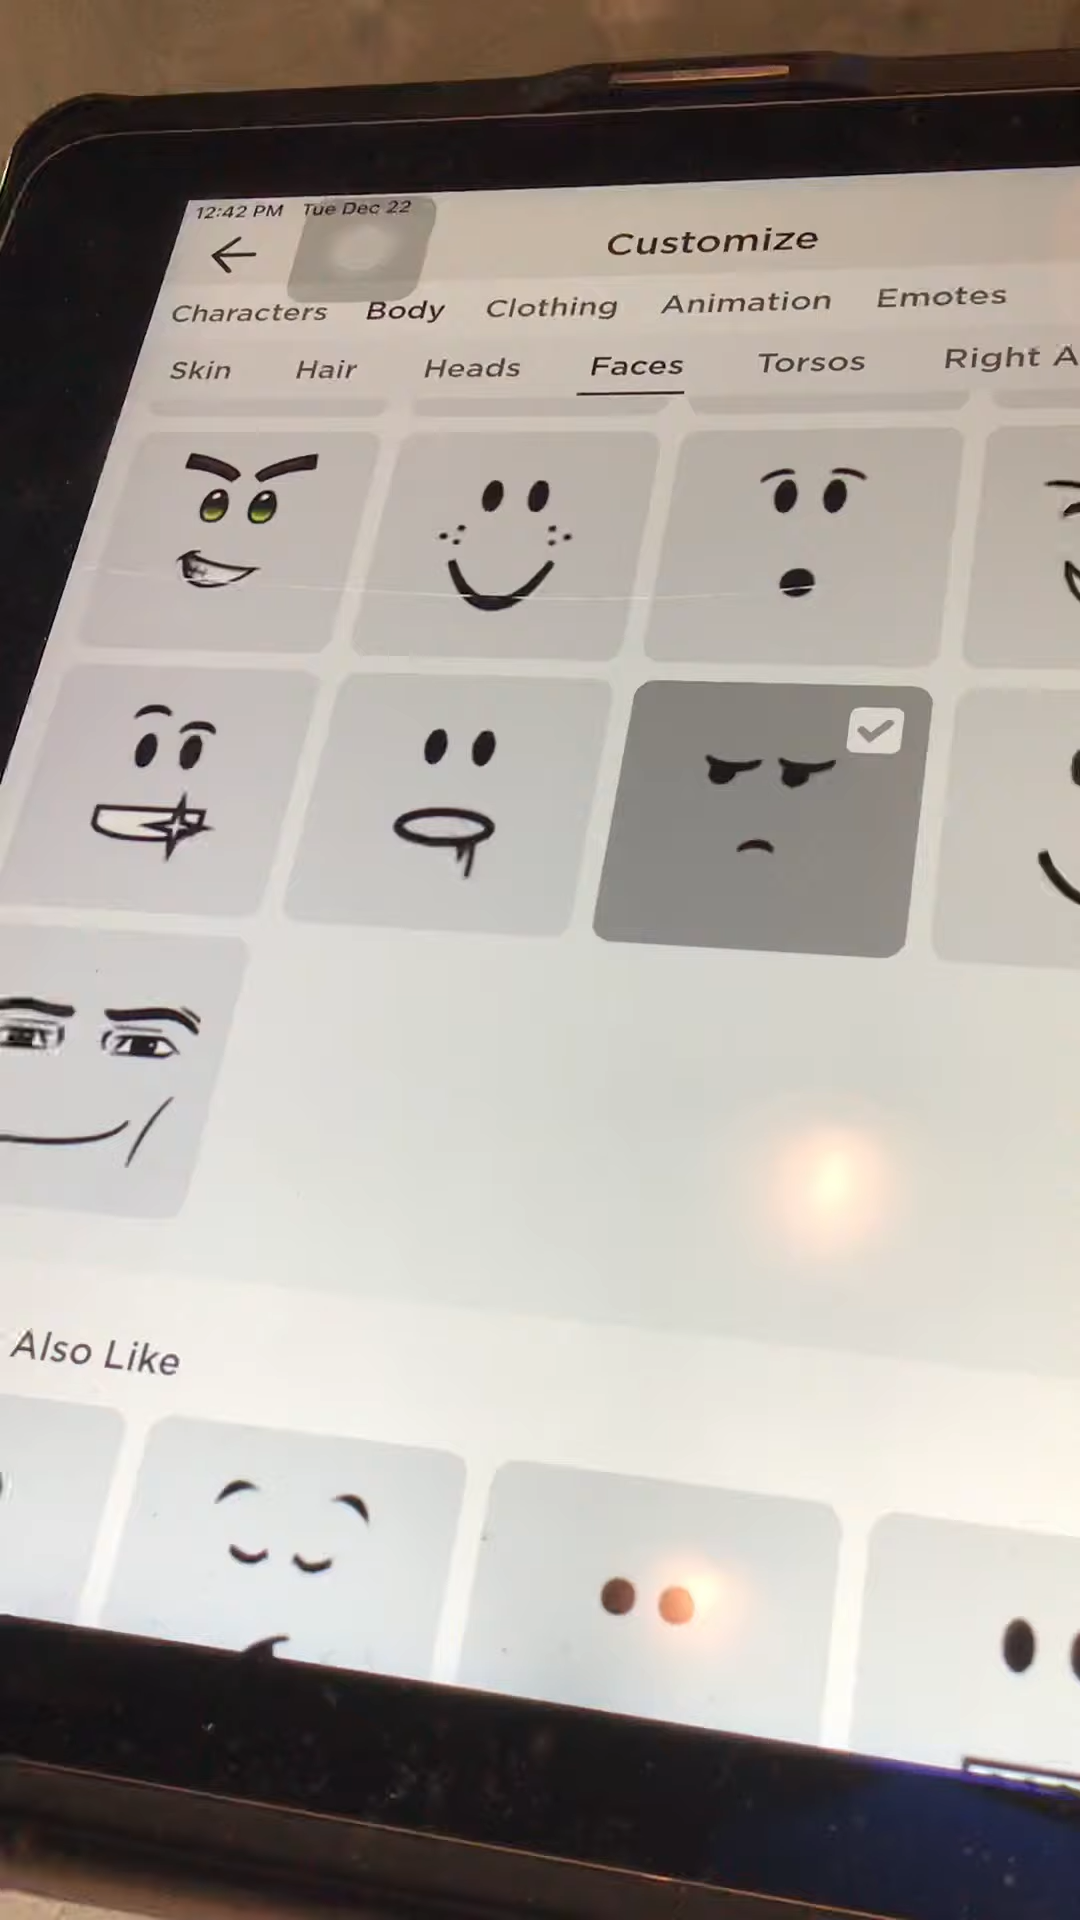 12:42 PM Tue Dec 22
Customize
Characters Body Clothing Animation Emotes
Skin Hair Heads Faces Torsos Right A
Also Like